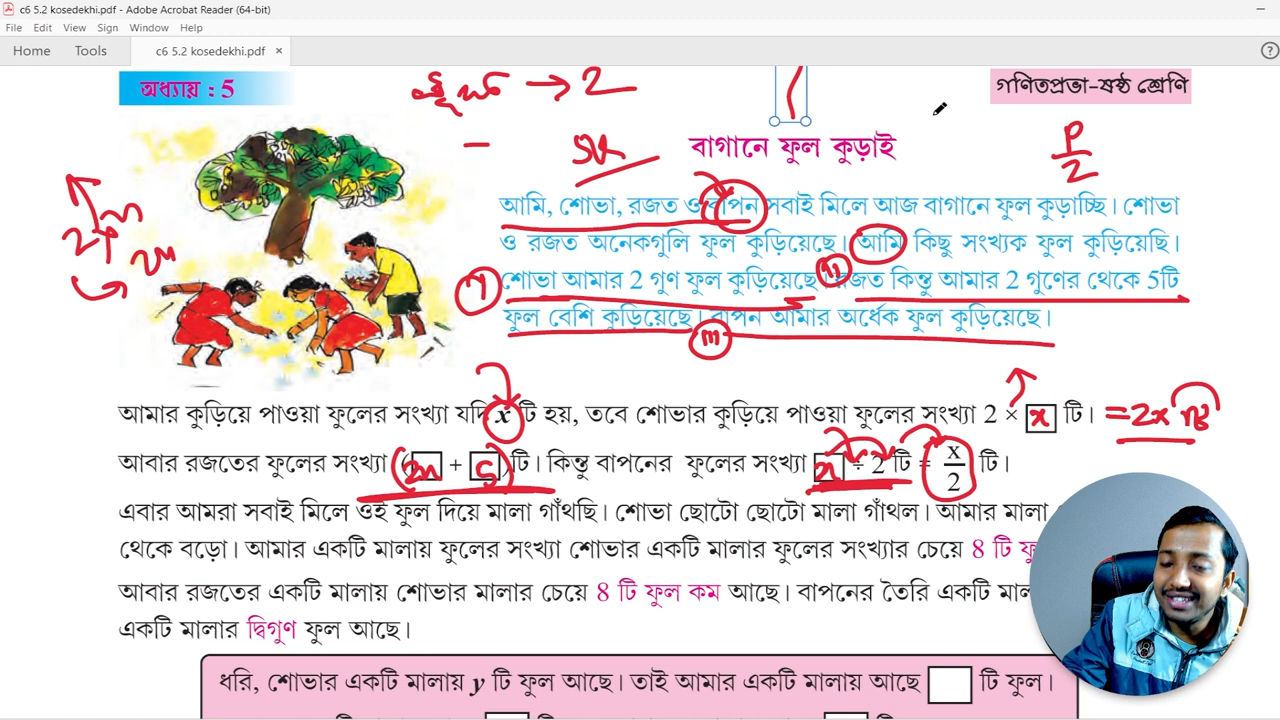 c6 5.2 kosedekhi.pdf - Adobe Acrobat Reader (64-bit)
File Edit View Sign Window Help
Home Tools c6 5.2 kosedekhi.pdf ×
অধ্যায় : 5
→ 2
গণিতপ্রভা-ষষ্ঠ শ্রেণি
বাগানে ফুল কুড়াই
P/2
আমি, শোভা, রজত ও বাপন সবাই মিলে আজ বাগানে ফুল কুড়াচ্ছি। শোভা
ও রজত অনেকগুলি ফুল কুড়িয়েছে। আমি কিছু সংখ্যক ফুল কুড়িয়েছি।
শোভা আমার 2 গুণ ফুল কুড়িয়েছে। রজত কিন্তু আমার 2 গুণের থেকে 5টি
ফুল বেশি কুড়িয়েছে। বাপন আমার অর্ধেক ফুল কুড়িয়েছে।
আমার কুড়িয়ে পাওয়া ফুলের সংখ্যা যদি x টি হয়, তবে শোভার কুড়িয়ে পাওয়া ফুলের সংখ্যা 2 × x টি। = 2x টি
আবার রজতের ফুলের সংখ্যা (2x + 5) টি। কিন্তু বাপনের ফুলের সংখ্যা x ÷ 2 টি = x/2 টি।
এবার আমরা সবাই মিলে ওই ফুল দিয়ে মালা গাঁথছি। শোভা ছোটো ছোটো মালা গাঁথল। আমার মালা
থেকে বড়ো। আমার একটি মালায় ফুলের সংখ্যা শোভার একটি মালার ফুলের সংখ্যার চেয়ে 8 টি
আবার রজতের একটি মালায় শোভার মালার চেয়ে 8 টি ফুল কম আছে। বাপনের তৈরি একটি
একটি মালার দ্বিগুণ ফুল আছে।
ধরি, শোভার একটি মালায় y টি ফুল আছে। তাই আমার একটি মালায় আছে টি ফুল।